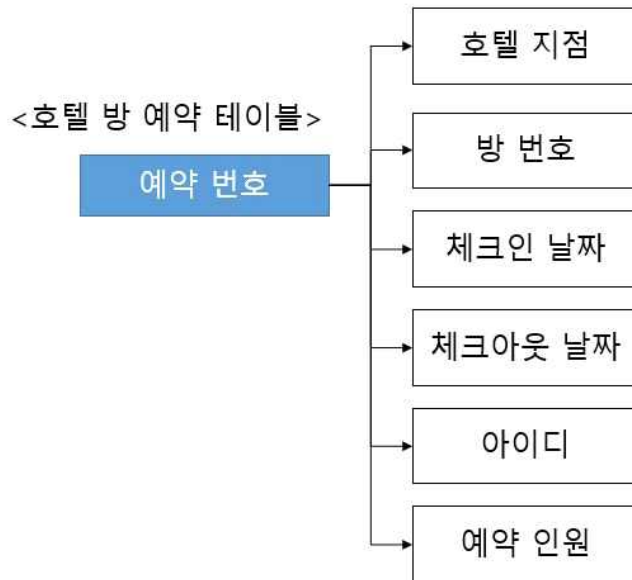 <호텔 방 예약 테이블>
예약 번호
호텔 지점
방 번호
체크인 날짜
체크아웃 날짜
아이디
예약 인원